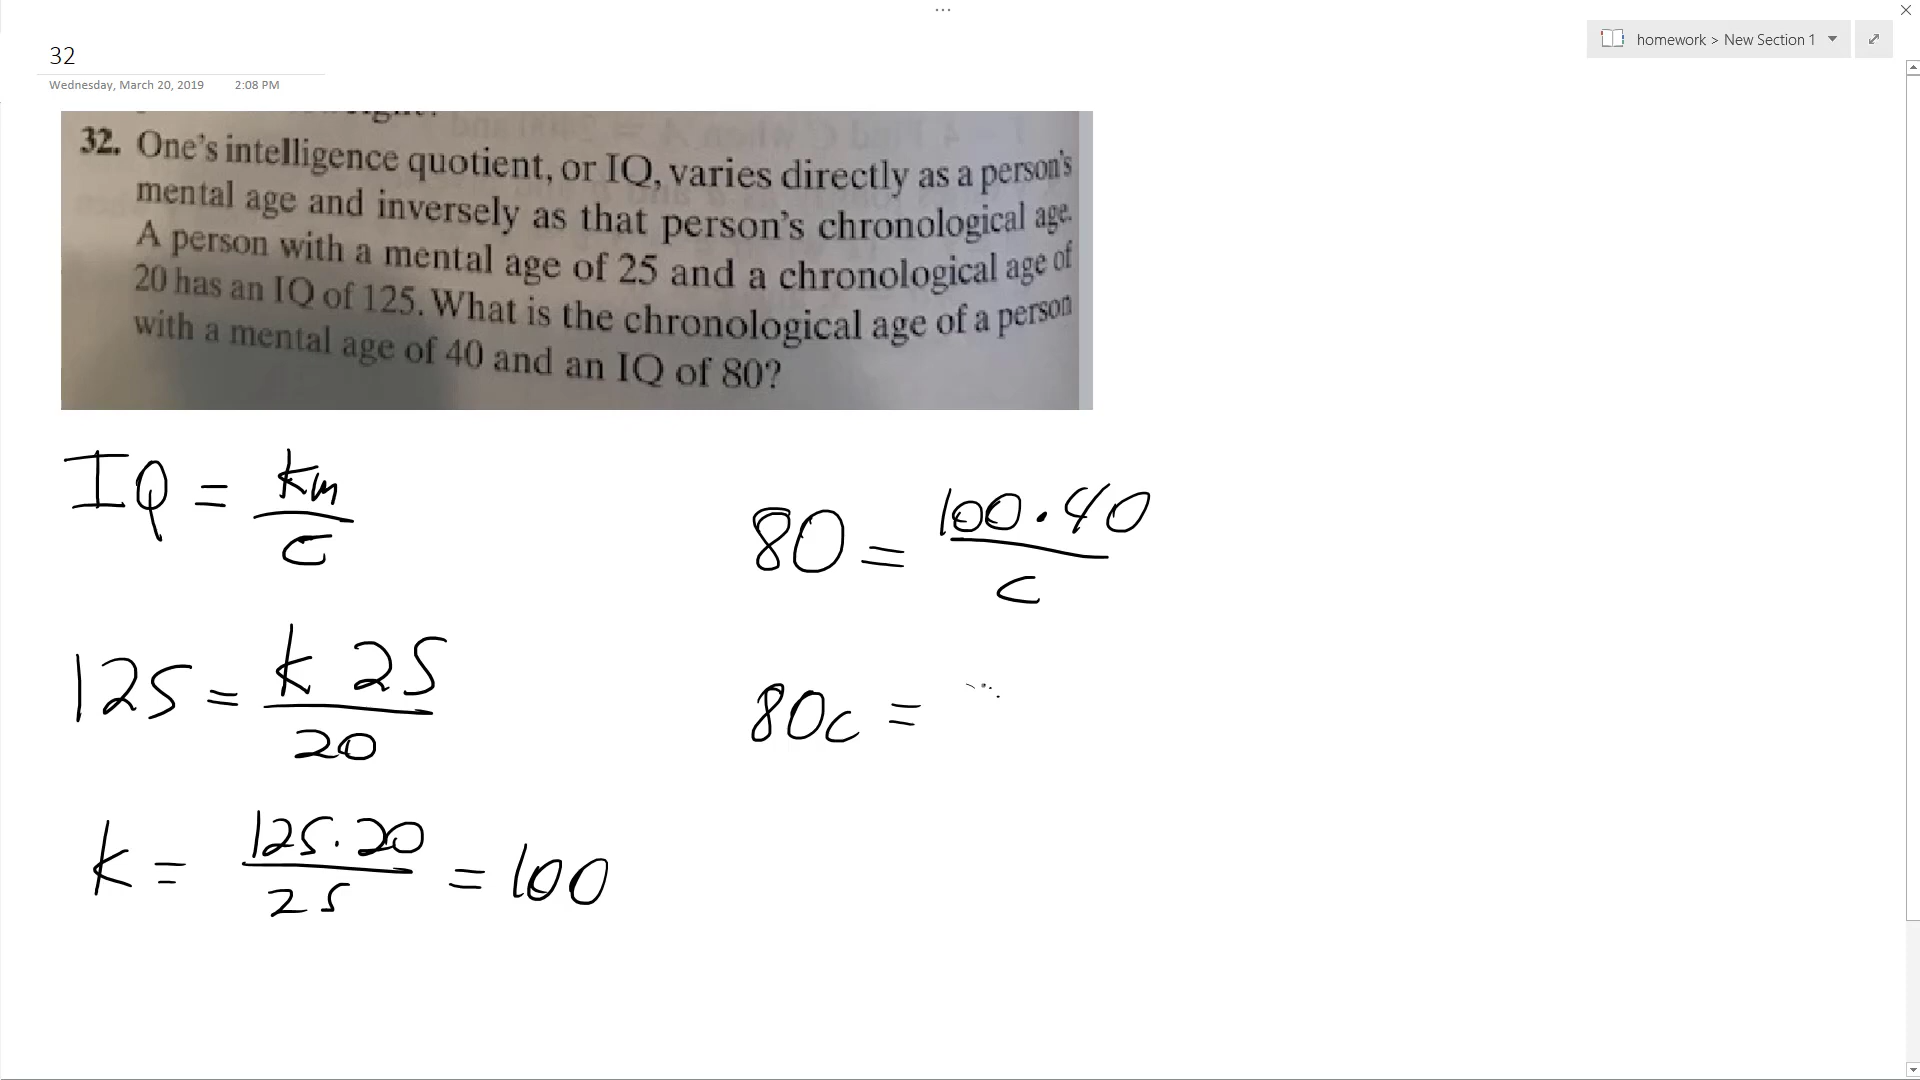 ...
homework > New Section 1
32
Wednesday, March 20, 2019 2:08 PM
32. One's intelligence quotient, or IQ, varies directly as a person's
mental age and inversely as that person's chronological age.
A person with a mental age of 25 and a chronological age of
20 has an IQ of 125. What is the chronological age of a person
with a mental age of 40 and an IQ of 80?
IQ = km/c
125 = k 25/20
k = 125·20/25 = 100
80 = 100·40/c
80c =